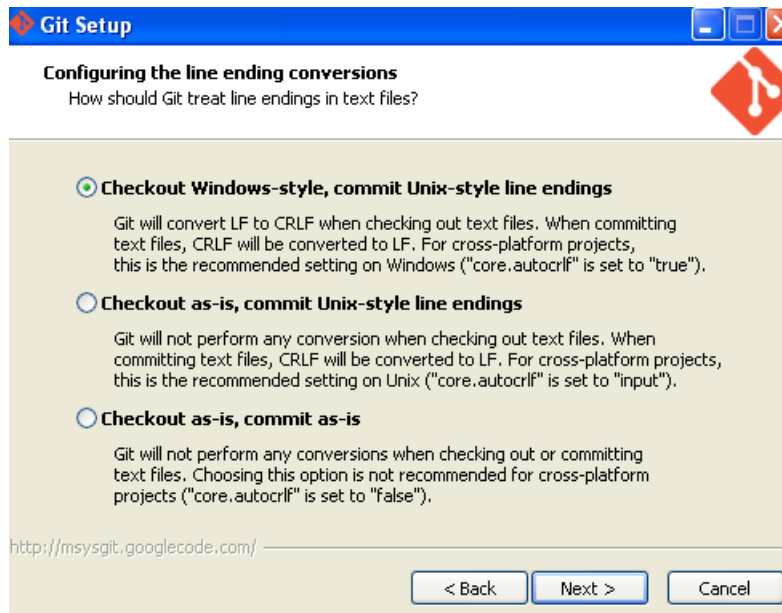 Git Setup
Configuring the line ending conversions
How should Git treat line endings in text files?
Checkout Windows-style, commit Unix-style line endings
Git will convert LF to CRLF when checking out text files. When committing
text files, CRLF will be converted to LF. For cross-platform projects,
this is the recommended setting on Windows ("core.autocrlf" is set to "true").
Checkout as-is, commit Unix-style line endings
Git will not perform any conversion when checking out text files. When
committing text files, CRLF will be converted to LF. For cross-platform projects,
this is the recommended setting on Unix ("core.autocrlf" is set to "input").
Checkout as-is, commit as-is
Git will not perform any conversions when checking out or committing
text files. Choosing this option is not recommended for cross-platform
projects ("core.autocrlf" is set to "false").
http://msysgit.googlecode.com/
< Back
Next >
Cancel